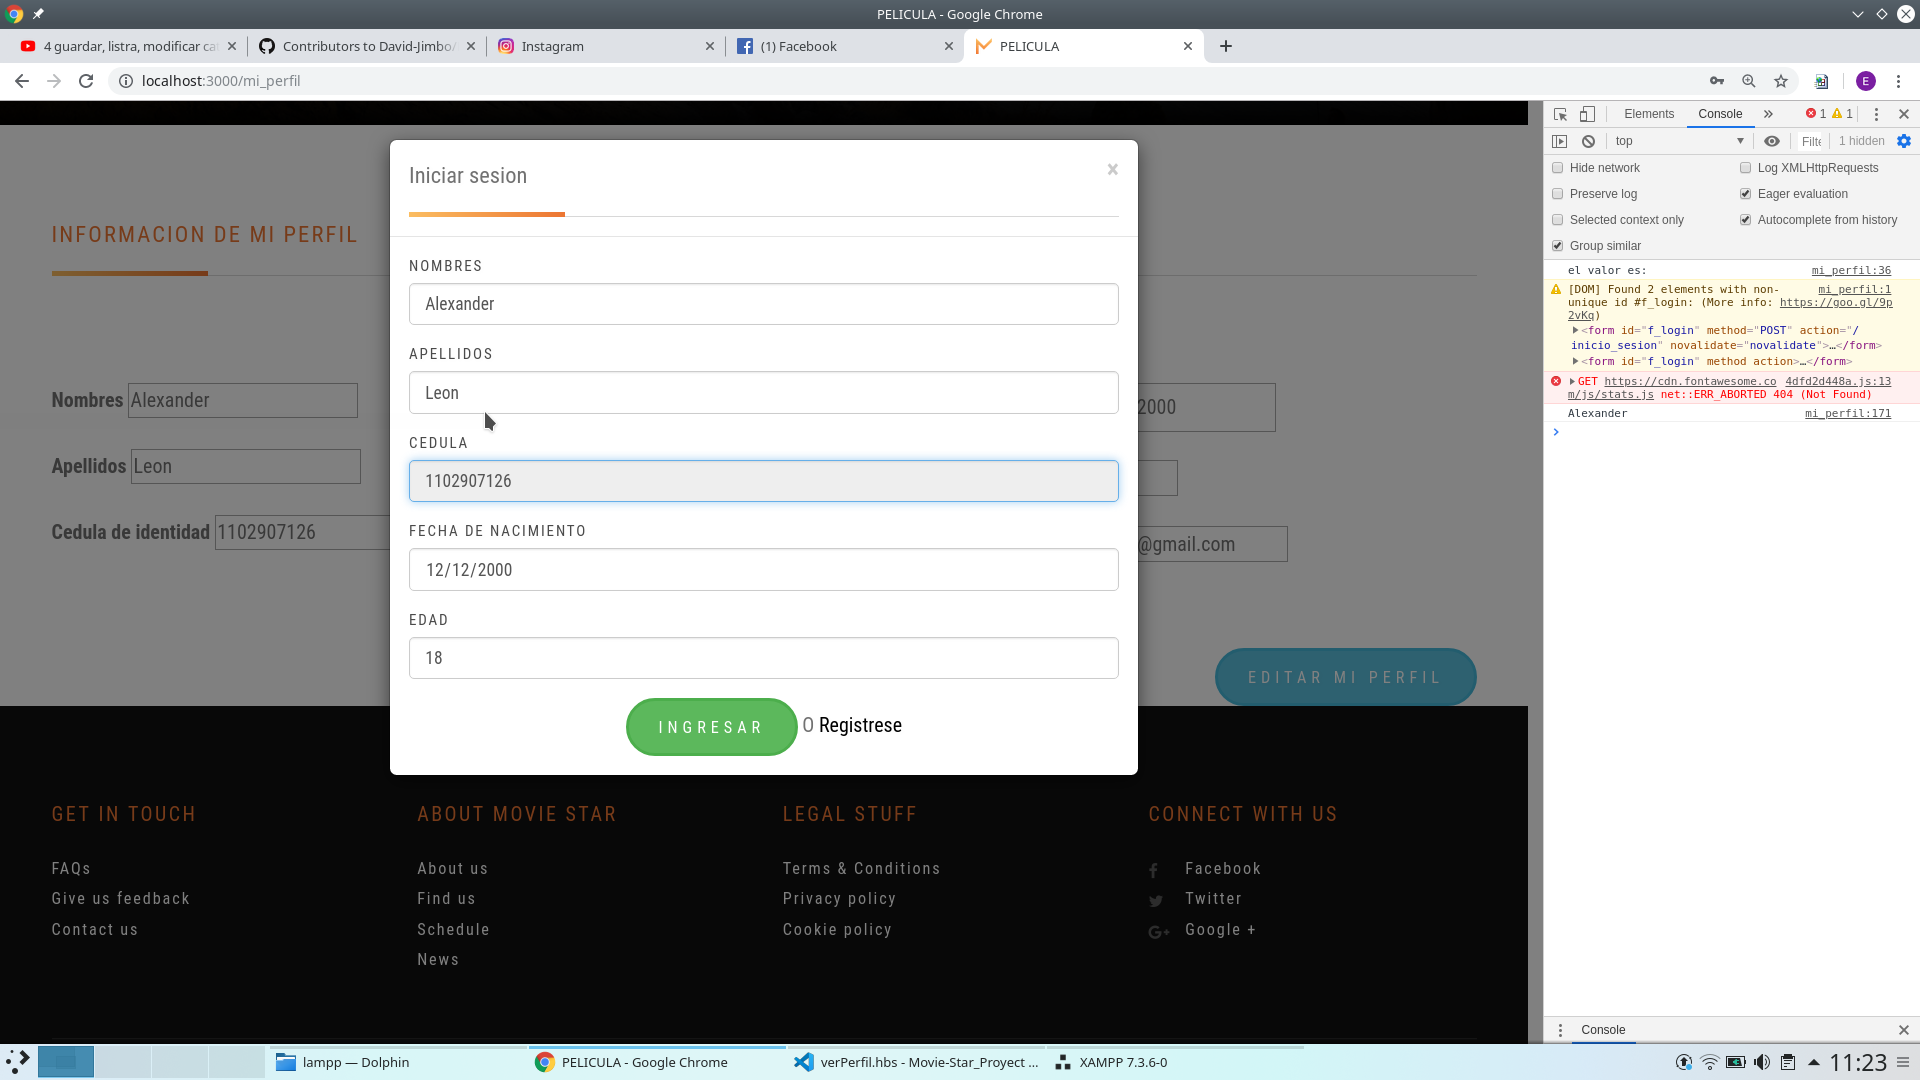 PELICULA - Google Chrome
4 guardar, listra, modificar ca
Contributors to David-Jimbo/
Instagram
(1) Facebook
PELICULA
localhost:3000/mi_perfil
E
Elements
Console
1
1
top
Filte
1 hidden
Hide network
Log XMLHttpRequests
Preserve log
Eager evaluation
Selected context only
Autocomplete from history
Group similar
el valor es:
mi_perfil:36
[DOM] Found 2 elements with non-
mi_perfil:1
unique id #f_login: (More info: https://goo.gl/9p
2vKq)
<form id="f_login" method="POST" action="/
inicio_sesion" novalidate="novalidate">…</form>
<form id="f_login" method action>…</form>
GET https://cdn.fontawesome.co
4dfd2d448a.js:13
m/js/stats.js net::ERR_ABORTED 404 (Not Found)
Alexander
mi_perfil:171
Console
INFORMACION DE MI PERFIL
Nombres Alexander
Apellidos Leon
Cedula de identidad 1102907126
2000
@gmail.com
EDITAR MI PERFIL
Iniciar sesion
×
NOMBRES
Alexander
APELLIDOS
Leon
CEDULA
1102907126
FECHA DE NACIMIENTO
12/12/2000
EDAD
18
INGRESAR
O Registrese
GET IN TOUCH
FAQs
Give us feedback
Contact us
ABOUT MOVIE STAR
About us
Find us
Schedule
News
LEGAL STUFF
Terms & Conditions
Privacy policy
Cookie policy
CONNECT WITH US
Facebook
Twitter
Google +
lampp — Dolphin
PELICULA - Google Chrome
verPerfil.hbs - Movie-Star_Proyect ...
XAMPP 7.3.6-0
11:23